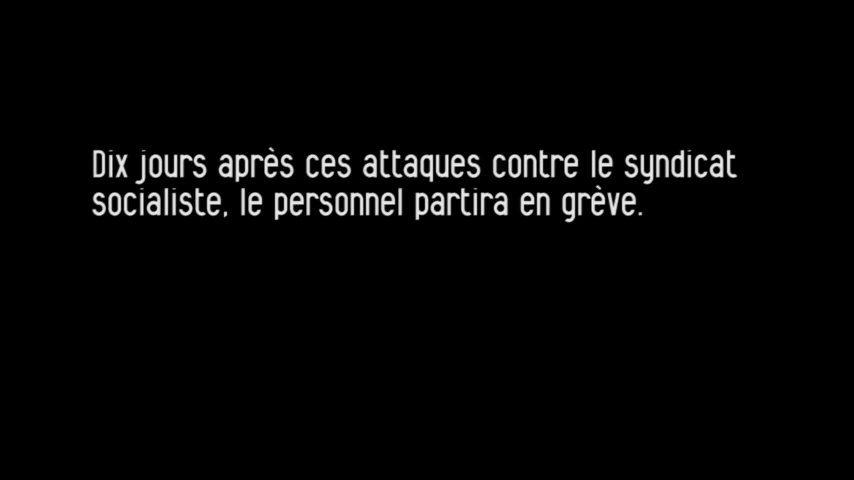 Dix jours après ces attaques contre le syndicat
socialiste, le personnel partira en grève.